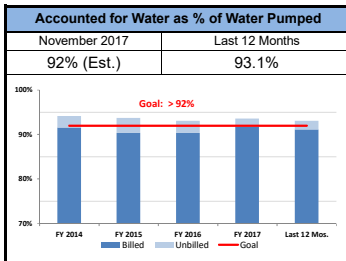 Accounted for Water as % of Water Pumped
November 2017 Last 12 Months
92% (Est.) 93.1%
100%
Goal: > 92%
90%
80%
70%
FY 2014 FY 2015 FY 2016 FY 2017 Last 12 Mos.
Billed Unbilled Goal